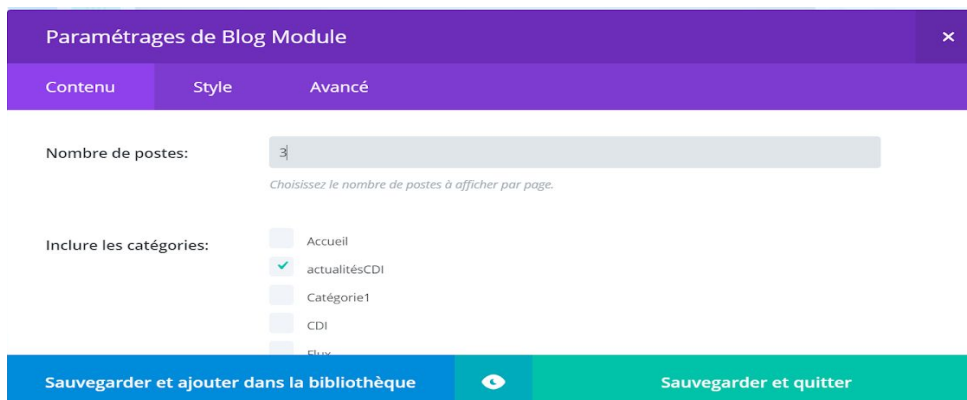 Paramétrages de Blog Module
Contenu Style Avancé
Nombre de postes: 3
Choisissez le nombre de postes à afficher par page.
Inclure les catégories: Accueil
actualitésCDI
Catégorie1
CDI
Flux
Sauvegarder et ajouter dans la bibliothèque Sauvegarder et quitter